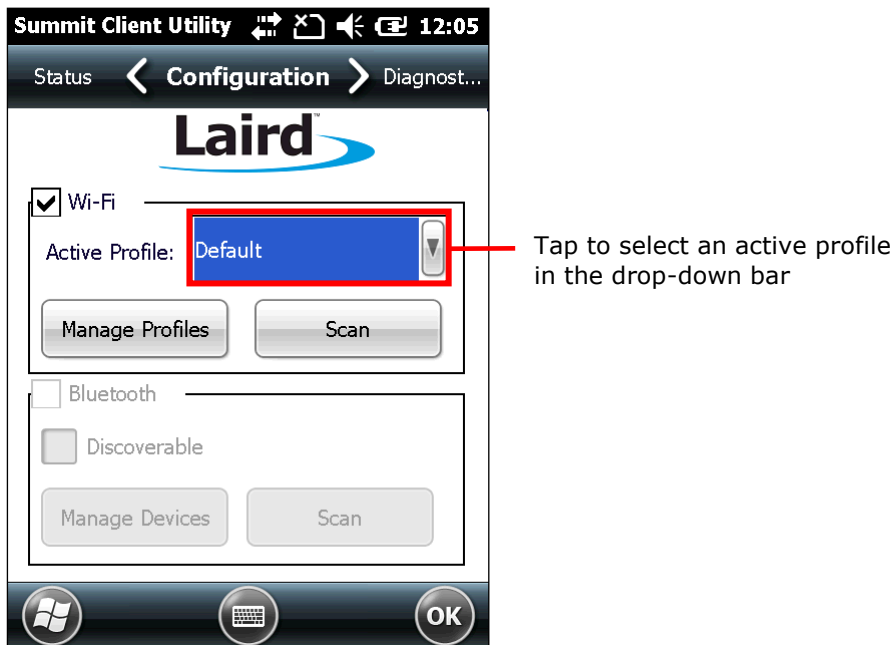 Summit Client Utility 12:05
Status Configuration Diagnost...
Laird™
Wi-Fi
Active Profile: Default
Tap to select an active profile
in the drop-down bar
Manage Profiles Scan
Bluetooth
Discoverable
Manage Devices Scan
OK